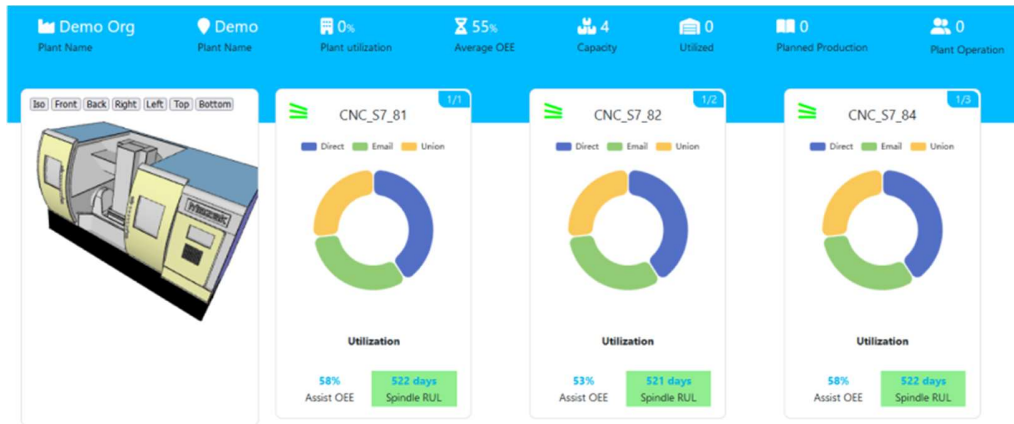 Demo Org
Plant Name
Demo
Plant Name
0%
Plant utilization
55%
Average OEE
4
Capacity
0
Utilized
0
Planned Production
0
Plant Operation
Iso Front Back Right Left Top Bottom
1/1
CNC_S7_81
Direct Email Union
Utilization
58%
Assist OEE
522 days
Spindle RUL
1/2
CNC_S7_82
Direct Email Union
Utilization
53%
Assist OEE
521 days
Spindle RUL
1/3
CNC_S7_84
Direct Email Union
Utilization
58%
Assist OEE
522 days
Spindle RUL